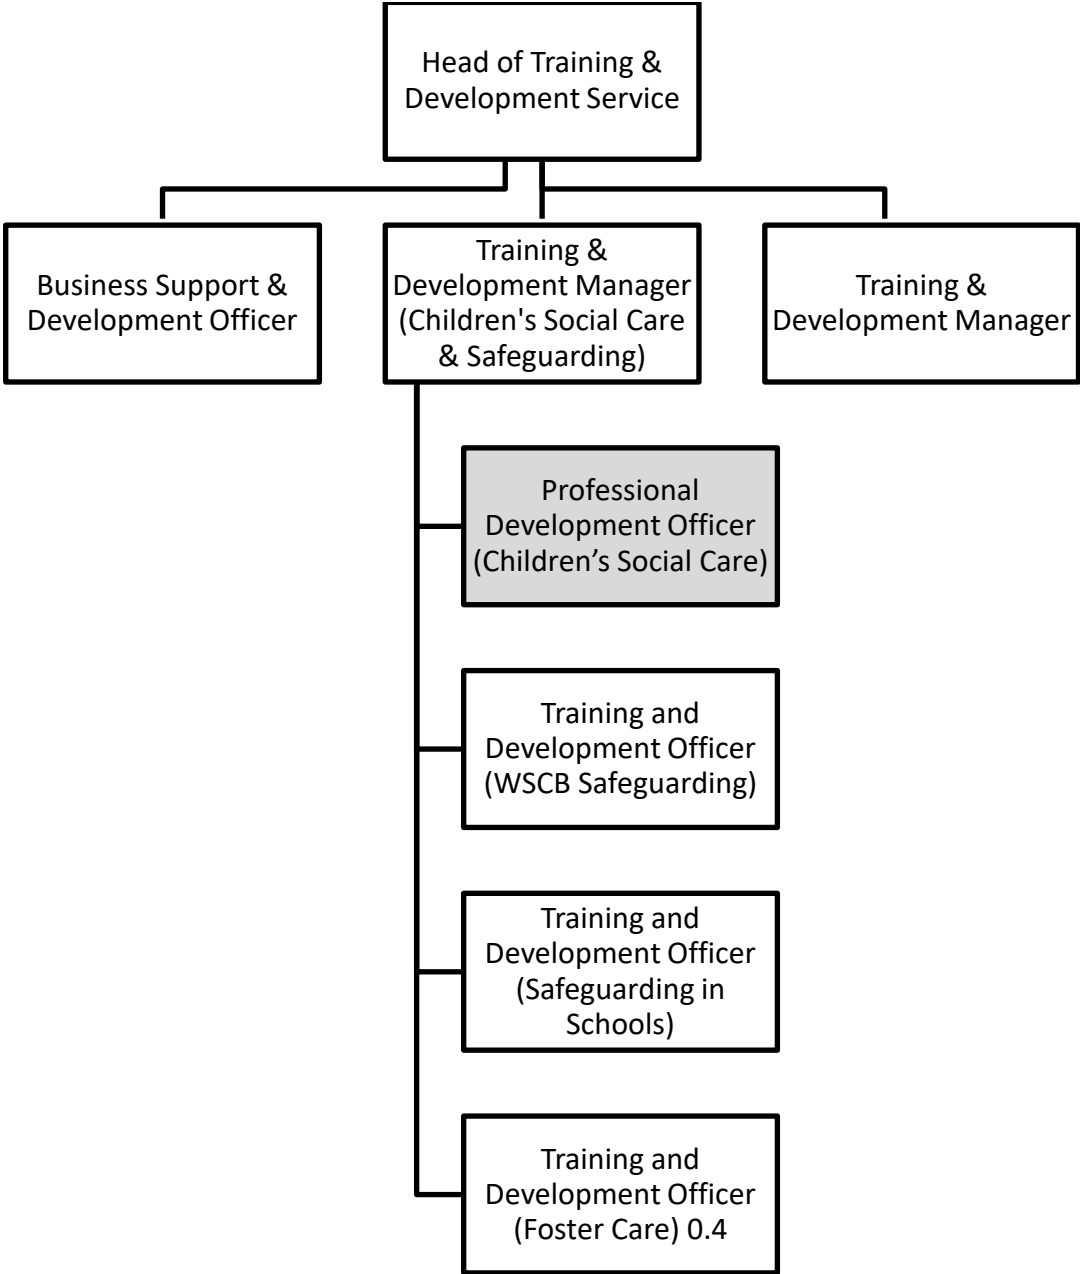 Head of Training &
Development Service
Business Support &
Development Officer
Training &
Development Manager
(Children's Social Care
& Safeguarding)
Training &
Development Manager
Professional
Development Officer
(Children’s Social Care)
Training and
Development Officer
(WSCB Safeguarding)
Training and
Development Officer
(Safeguarding in
Schools)
Training and
Development Officer
(Foster Care) 0.4